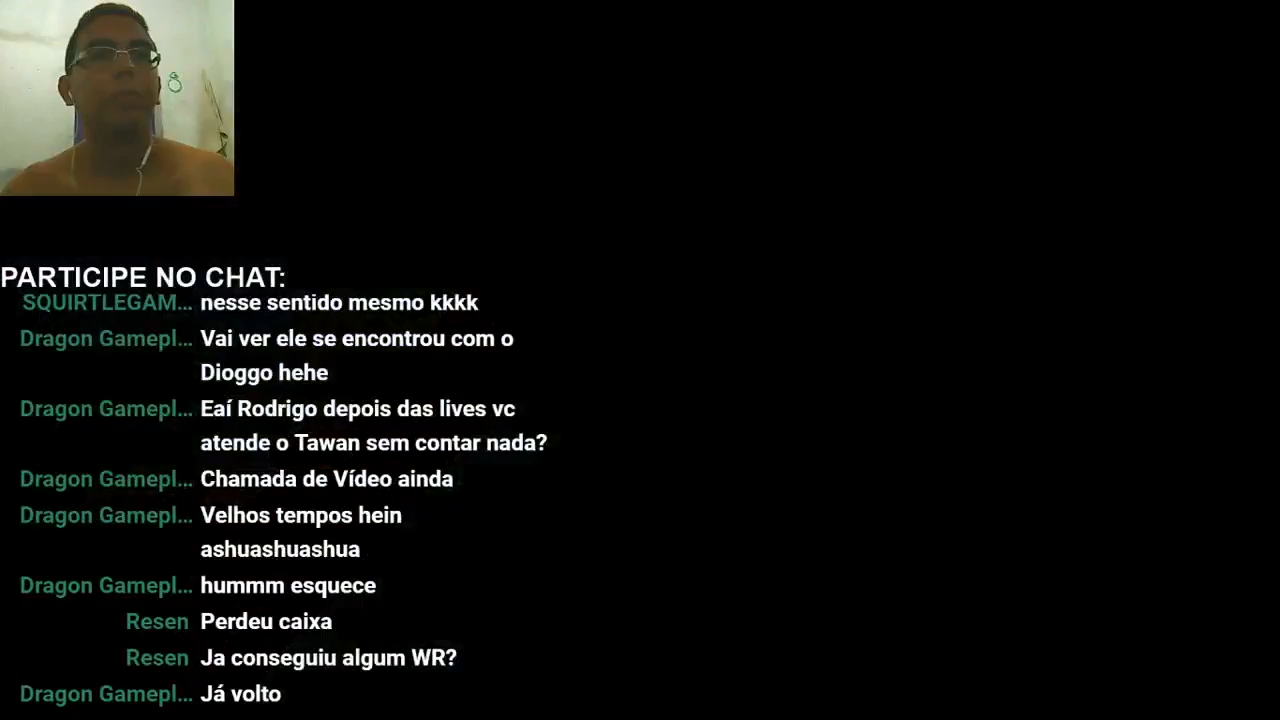 PARTICIPE NO CHAT:
SQUIRTLEGAM... nesse sentido mesmo kkkk
Dragon Gamepl... Vai ver ele se encontrou com o
Dioggo hehe
Dragon Gamepl... Eaí Rodrigo depois das lives vc
atende o Tawan sem contar nada?
Dragon Gamepl... Chamada de Vídeo ainda
Dragon Gamepl... Velhos tempos hein
ashuashuashua
Dragon Gamepl... hummm esquece
Resen Perdeu caixa
Resen Ja conseguiu algum WR?
Dragon Gamepl... Já volto